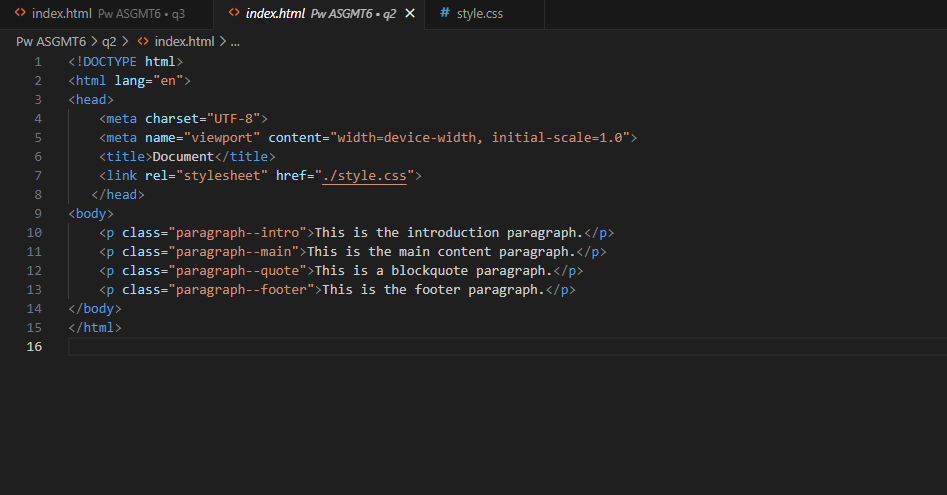 <> index.html Pw ASGMT6 • q3 <> index.html Pw ASGMT6 • q2 × # style.css
Pw ASGMT6 > q2 > <> index.html > ...
1 <!DOCTYPE html>
2 <html lang="en">
3 <head>
4     <meta charset="UTF-8">
5     <meta name="viewport" content="width=device-width, initial-scale=1.0">
6     <title>Document</title>
7     <link rel="stylesheet" href="./style.css">
8    </head>
9 <body>
10     <p class="paragraph--intro">This is the introduction paragraph.</p>
11     <p class="paragraph--main">This is the main content paragraph.</p>
12     <p class="paragraph--quote">This is a blockquote paragraph.</p>
13     <p class="paragraph--footer">This is the footer paragraph.</p>
14 </body>
15 </html>
16